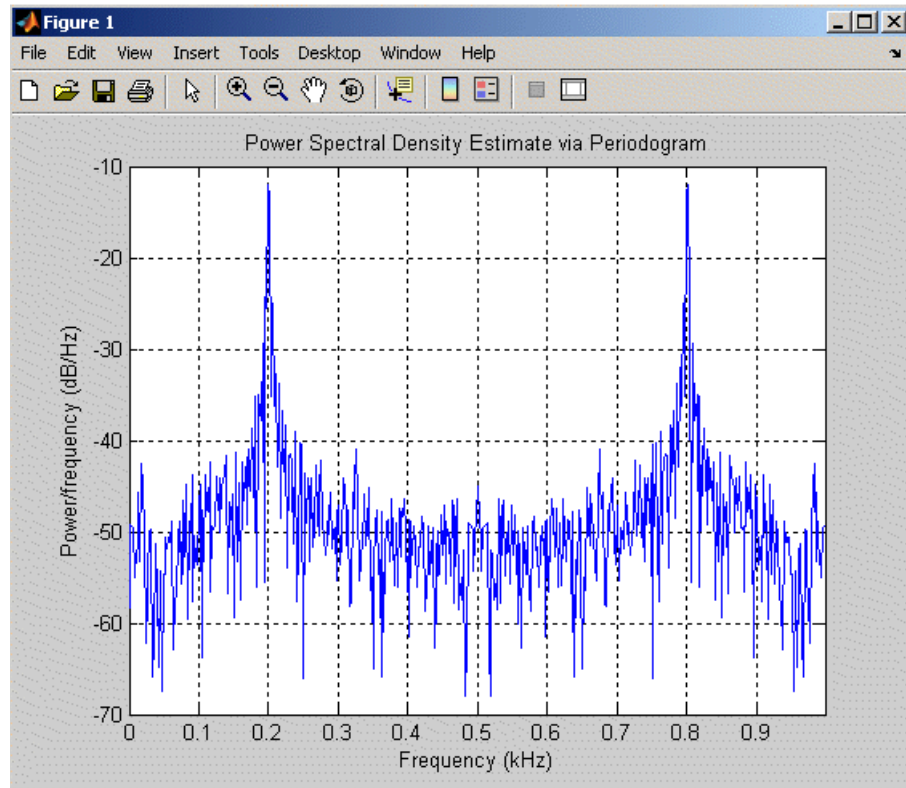 Figure 1
File Edit View Insert Tools Desktop Window Help
Power Spectral Density Estimate via Periodogram
-10
-20
-30
-40
-50
-60
-70
Power/frequency (dB/Hz)
0 0.1 0.2 0.3 0.4 0.5 0.6 0.7 0.8 0.9
Frequency (kHz)